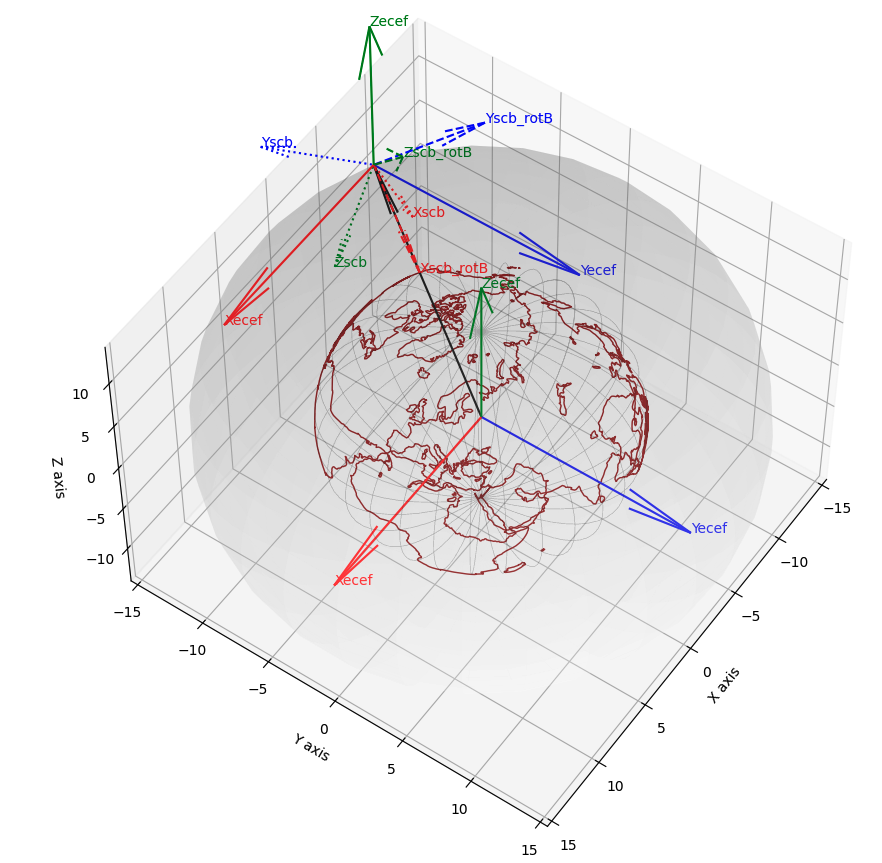 Zecef
Yscb_rotB
Yscb
Zscb_rotB
Xscb
Zscb
Xscb_rotB
Yecef
Zecef
Xecef
Yecef
Xecef
10
5
0
−5
−10
Z axis
−15
−10
−5
0
5
10
15
Y axis
−15
−10
−5
0
5
10
15
X axis